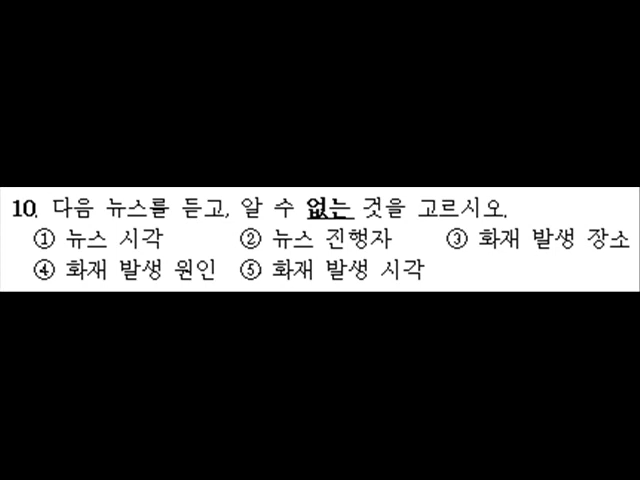 10. 다음 뉴스를 듣고, 알 수 없는 것을 고르시오.
① 뉴스 시각 ② 뉴스 진행자 ③ 화재 발생 장소
④ 화재 발생 원인 ⑤ 화재 발생 시각